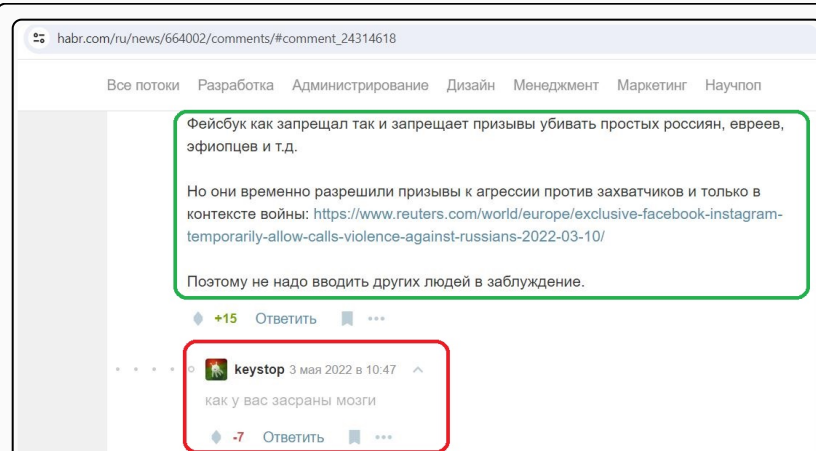 habr.com/ru/news/664002/comments/#comment_24314618
Все потоки Разработка Администрирование Дизайн Менеджмент Маркетинг Научпоп
Фейсбук как запрещал так и запрещает призывы убивать простых россиян, евреев,
эфиопцев и т.д.
Но они временно разрешили призывы к агрессии против захватчиков и только в
контексте войны: https://www.reuters.com/world/europe/exclusive-facebook-instagram-
temporarily-allow-calls-violence-against-russians-2022-03-10/
Поэтому не надо вводить других людей в заблуждение.
+15 Ответить
keystop 3 мая 2022 в 10:47
как у вас засраны мозги
-7 Ответить